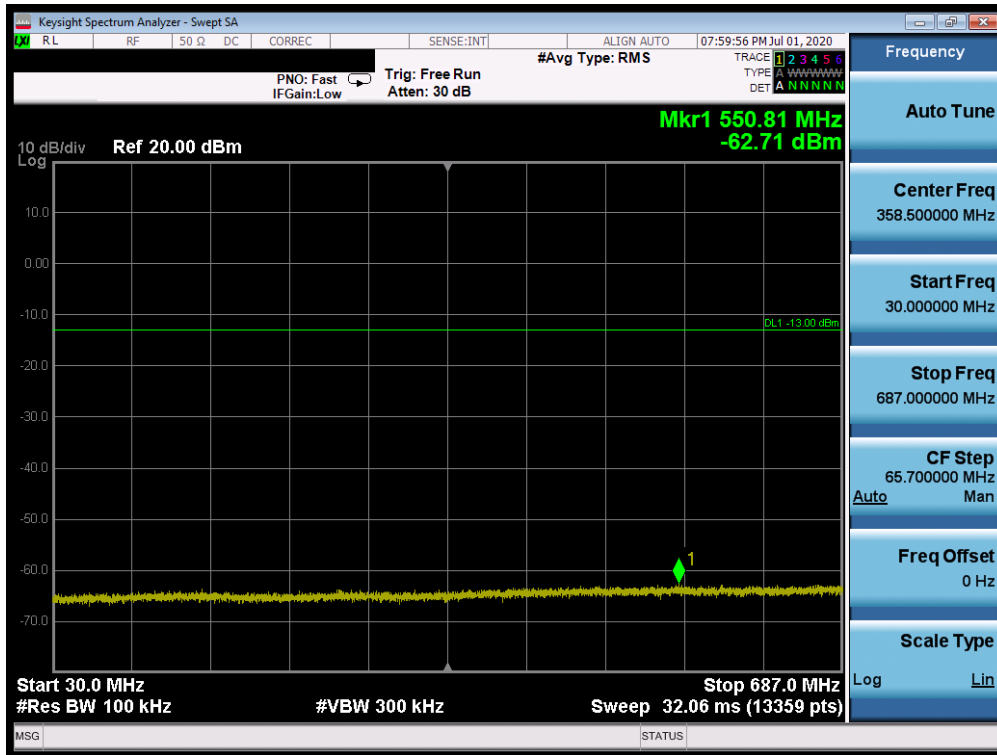 Keysight Spectrum Analyzer - Swept SA
LXI RL RF 50 Ω DC CORREC SENSE:INT ALIGN AUTO 07:59:56 PM Jul 01, 2020
PNO: Fast Trig: Free Run #Avg Type: RMS TRACE 1 2 3 4 5 6
IFGain:Low Atten: 30 dB TYPE A WWWWW
DET A N N N N N
Mkr1 550.81 MHz
-62.71 dBm
10 dB/div Ref 20.00 dBm
Log
10.0
0.00
-10.0
DL1 -13.00 dBm
-20.0
-30.0
-40.0
-50.0
1
-60.0
-70.0
Start 30.0 MHz Stop 687.0 MHz
#Res BW 100 kHz #VBW 300 kHz Sweep 32.06 ms (13359 pts)
MSG STATUS
Frequency
Auto Tune
Center Freq
358.500000 MHz
Start Freq
30.000000 MHz
Stop Freq
687.000000 MHz
CF Step
65.700000 MHz
Auto Man
Freq Offset
0 Hz
Scale Type
Log Lin